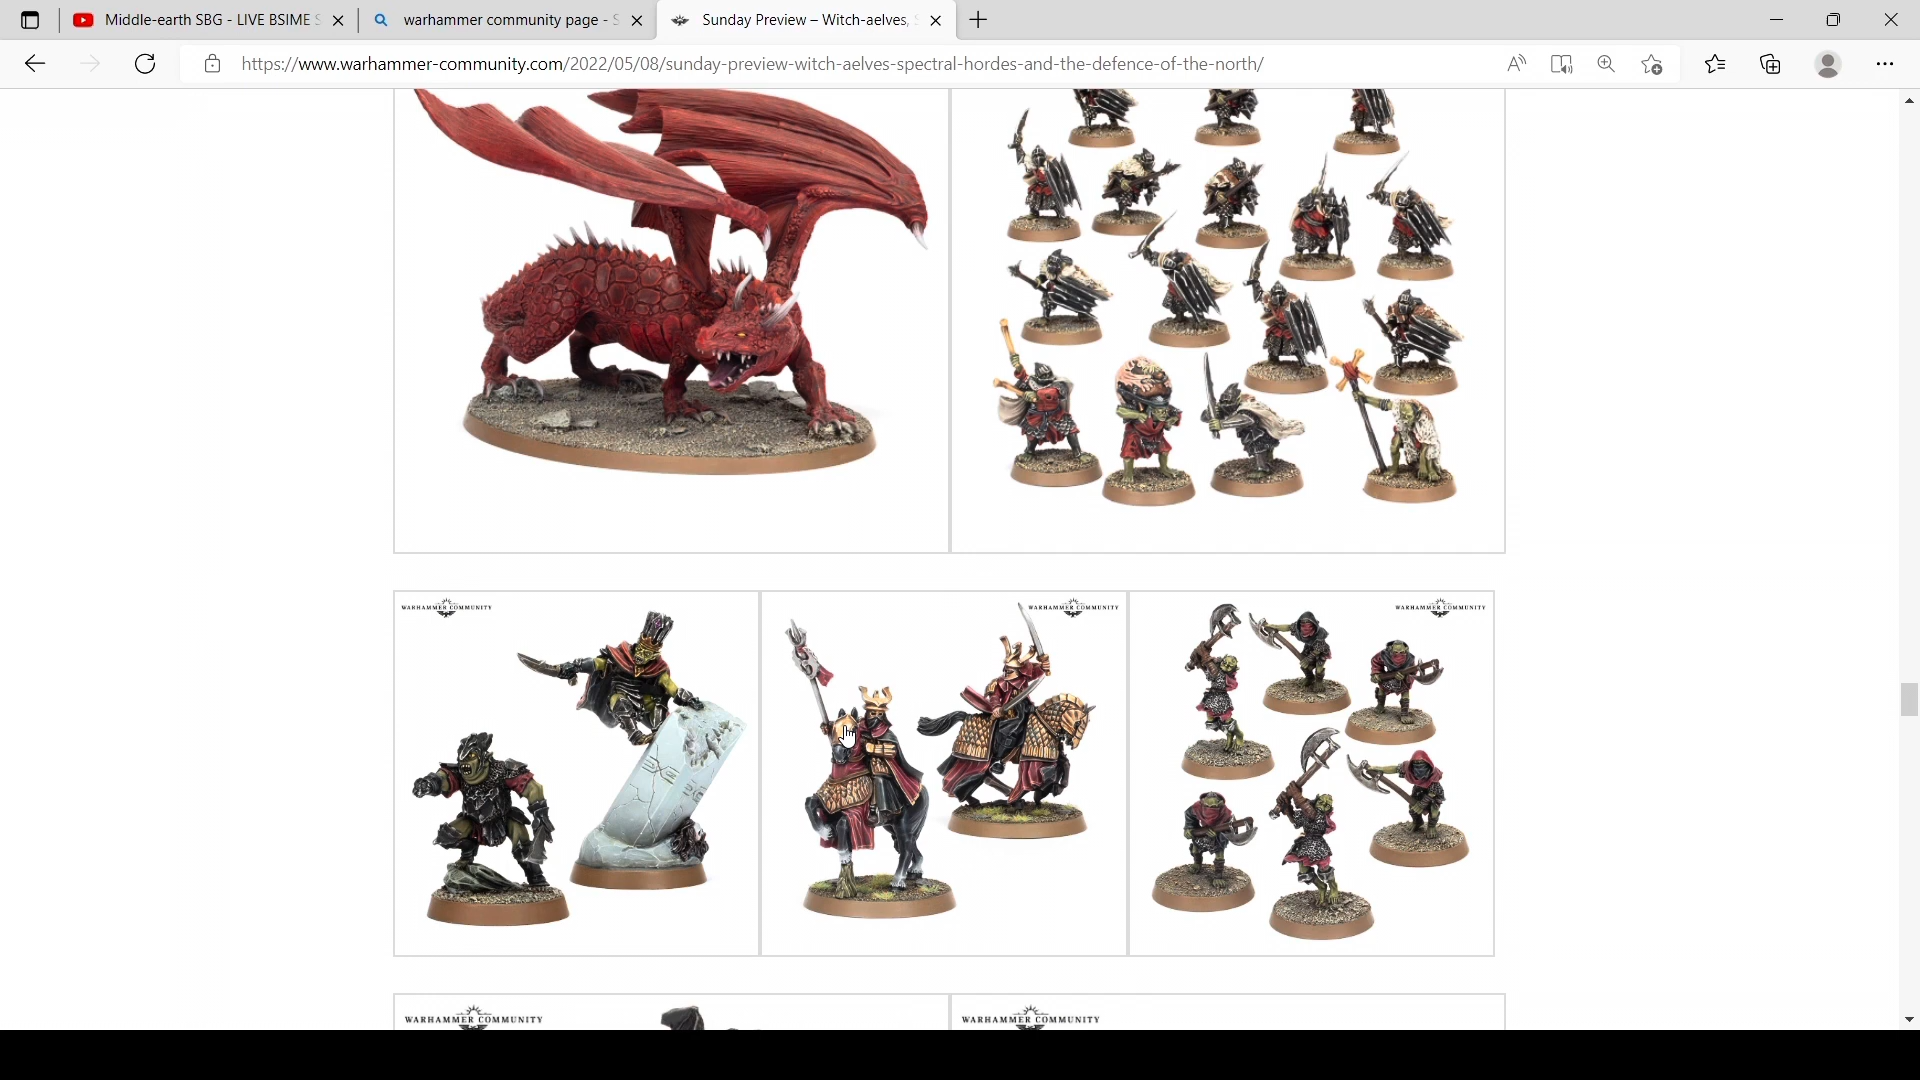 Middle-earth SBG - LIVE BSIME
warhammer community page - S
Sunday Preview – Witch-aelves,
https://www.warhammer-community.com/2022/05/08/sunday-preview-witch-aelves-spectral-hordes-and-the-defence-of-the-north/
WARHAMMER COMMUNITY
WARHAMMER COMMUNITY
WARHAMMER COMMUNITY
WARHAMMER COMMUNITY
WARHAMMER COMMUNITY